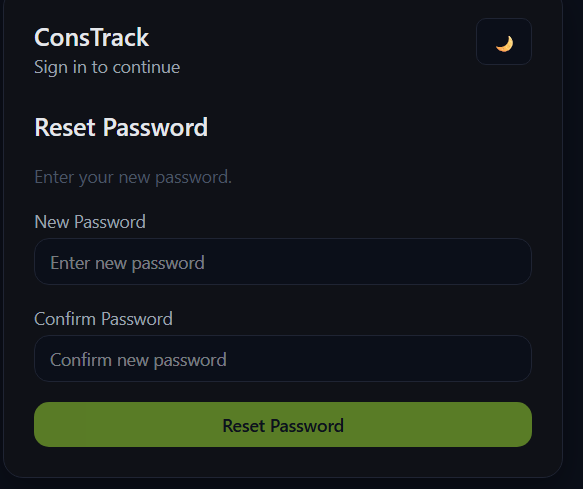 ConsTrack
Sign in to continue
Reset Password
Enter your new password.
New Password
Enter new password
Confirm Password
Confirm new password
Reset Password